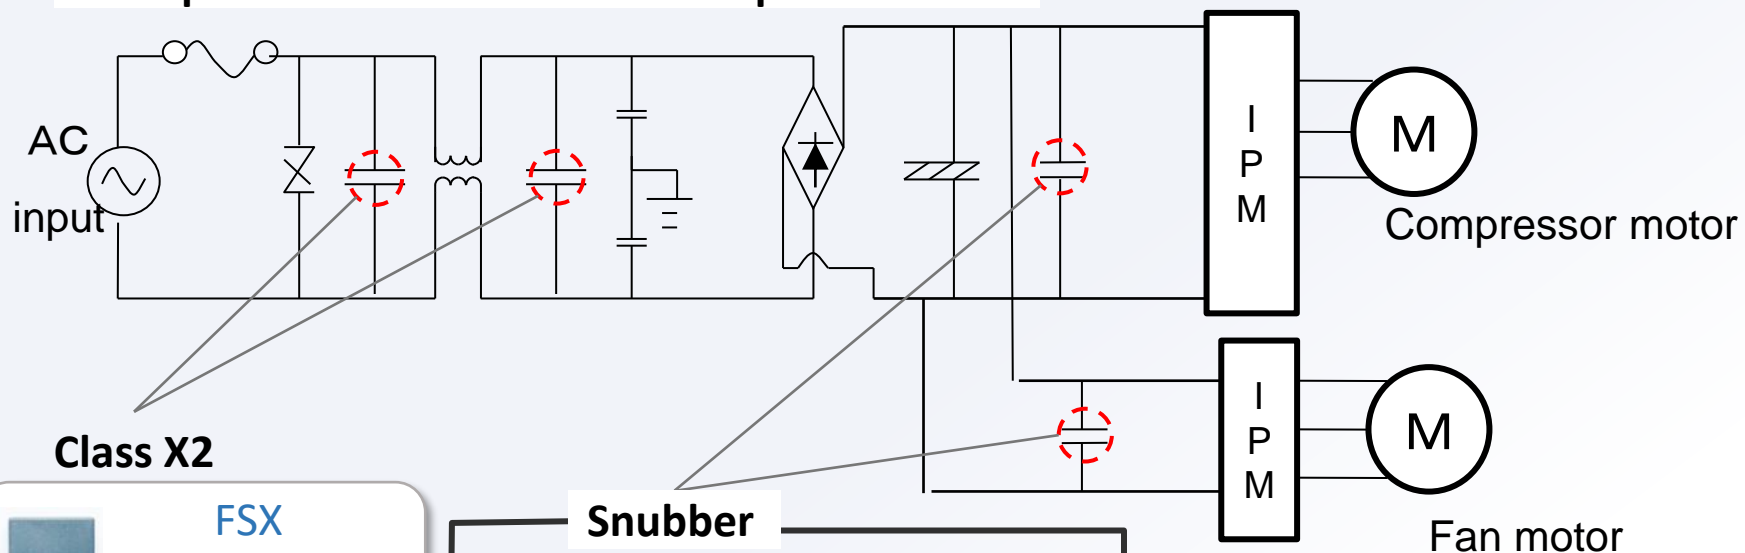 AC
input
I
P
M
M
Compressor motor
I
P
M
M
Fan motor
Class X2
FSX
Snubber